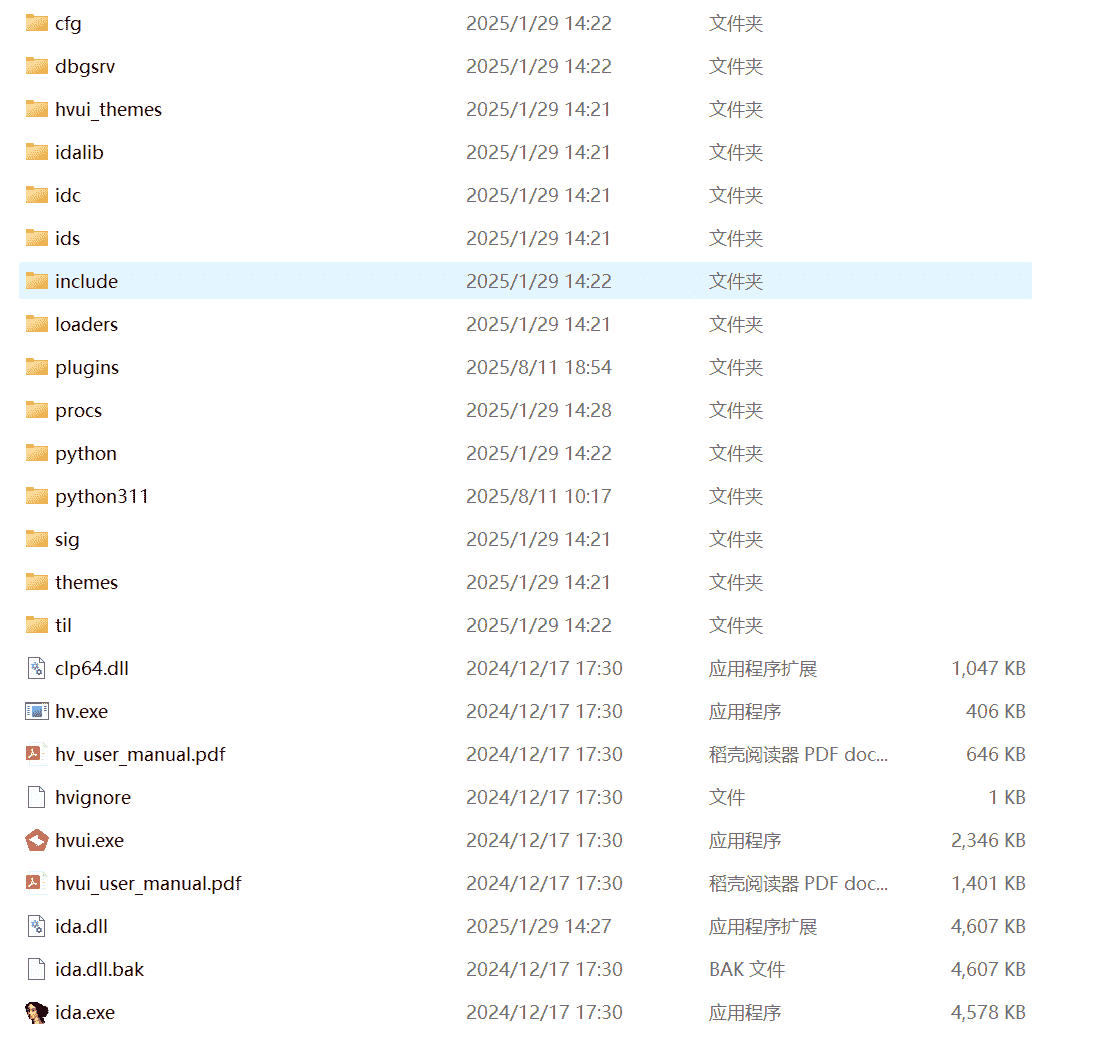 cfg 2025/1/29 14:22 文件夹
dbgsrv 2025/1/29 14:22 文件夹
hvui_themes 2025/1/29 14:21 文件夹
idalib 2025/1/29 14:21 文件夹
idc 2025/1/29 14:21 文件夹
ids 2025/1/29 14:21 文件夹
include 2025/1/29 14:22 文件夹
loaders 2025/1/29 14:21 文件夹
plugins 2025/8/11 18:54 文件夹
procs 2025/1/29 14:28 文件夹
python 2025/1/29 14:22 文件夹
python311 2025/8/11 10:17 文件夹
sig 2025/1/29 14:21 文件夹
themes 2025/1/29 14:21 文件夹
til 2025/1/29 14:22 文件夹
clp64.dll 2024/12/17 17:30 应用程序扩展 1,047 KB
hv.exe 2024/12/17 17:30 应用程序 406 KB
hv_user_manual.pdf 2024/12/17 17:30 稻壳阅读器 PDF doc... 646 KB
hvignore 2024/12/17 17:30 文件 1 KB
hvui.exe 2024/12/17 17:30 应用程序 2,346 KB
hvui_user_manual.pdf 2024/12/17 17:30 稻壳阅读器 PDF doc... 1,401 KB
ida.dll 2025/1/29 14:27 应用程序扩展 4,607 KB
ida.dll.bak 2024/12/17 17:30 BAK 文件 4,607 KB
ida.exe 2024/12/17 17:30 应用程序 4,578 KB